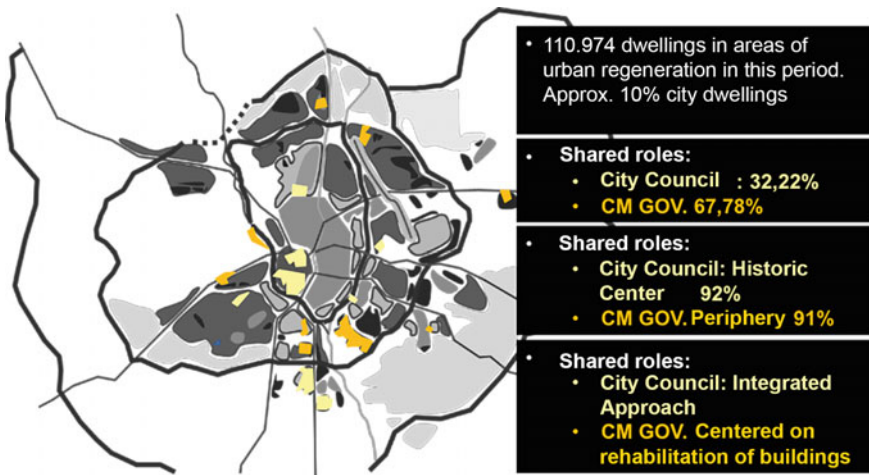 • 110.974 dwellings in areas of
urban regeneration in this period.
Approx. 10% city dwellings
• Shared roles:
• City Council : 32,22%
• CM GOV. 67,78%
• Shared roles:
• City Council: Historic
Center 92%
• CM GOV. Periphery 91%
• Shared roles:
• City Council: Integrated
Approach
• CM GOV. Centered on
rehabilitation of buildings